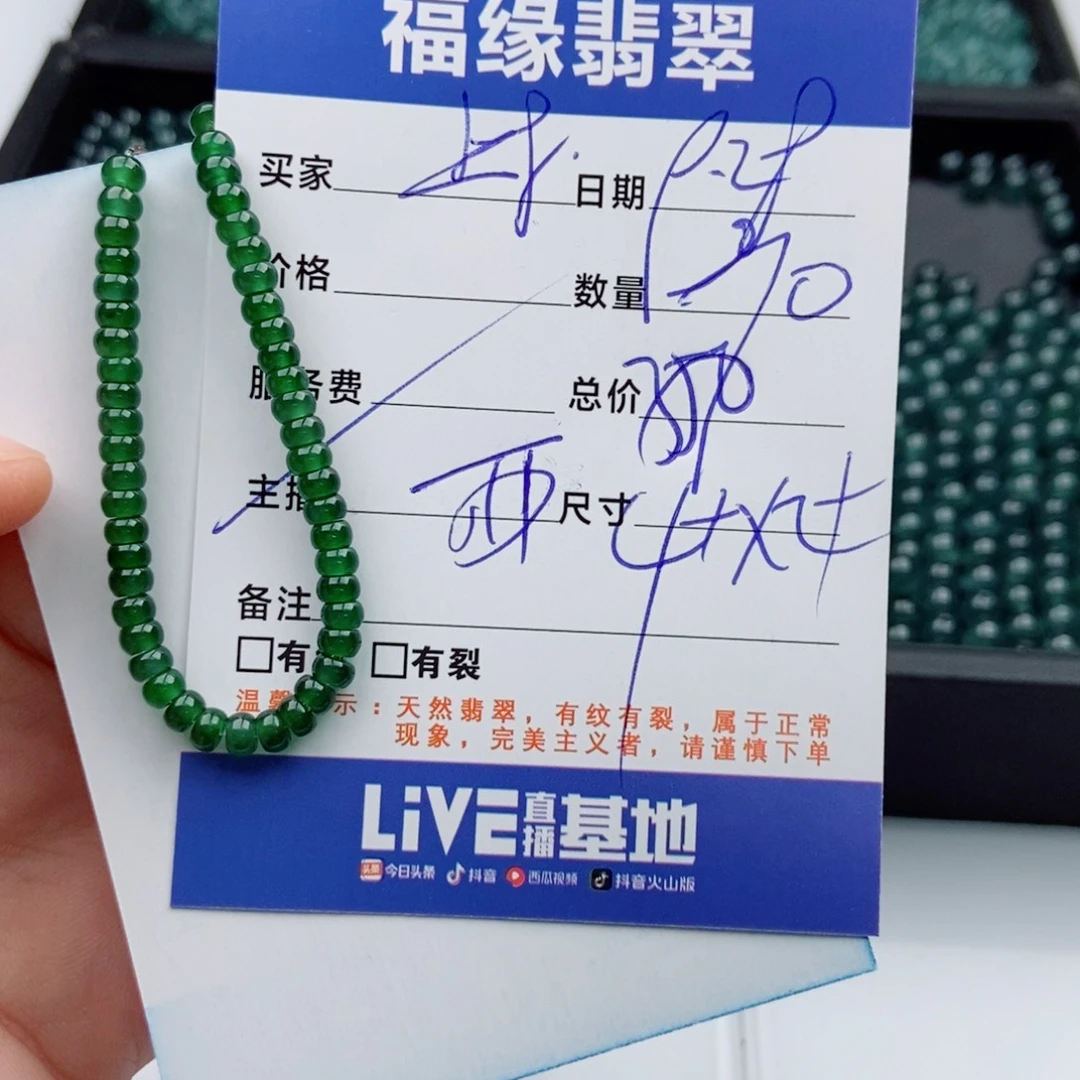 福缘翡翠
买家 日期
价格 数量
服务费 总价
主播 西 尺寸
备注
□有 □有裂
温馨 示：天然翡翠，有纹有裂，属于正常
现象，完美主义者，请谨慎下单
LiVE直播基地
头条 今日头条 抖音 西瓜视频 抖音火山版